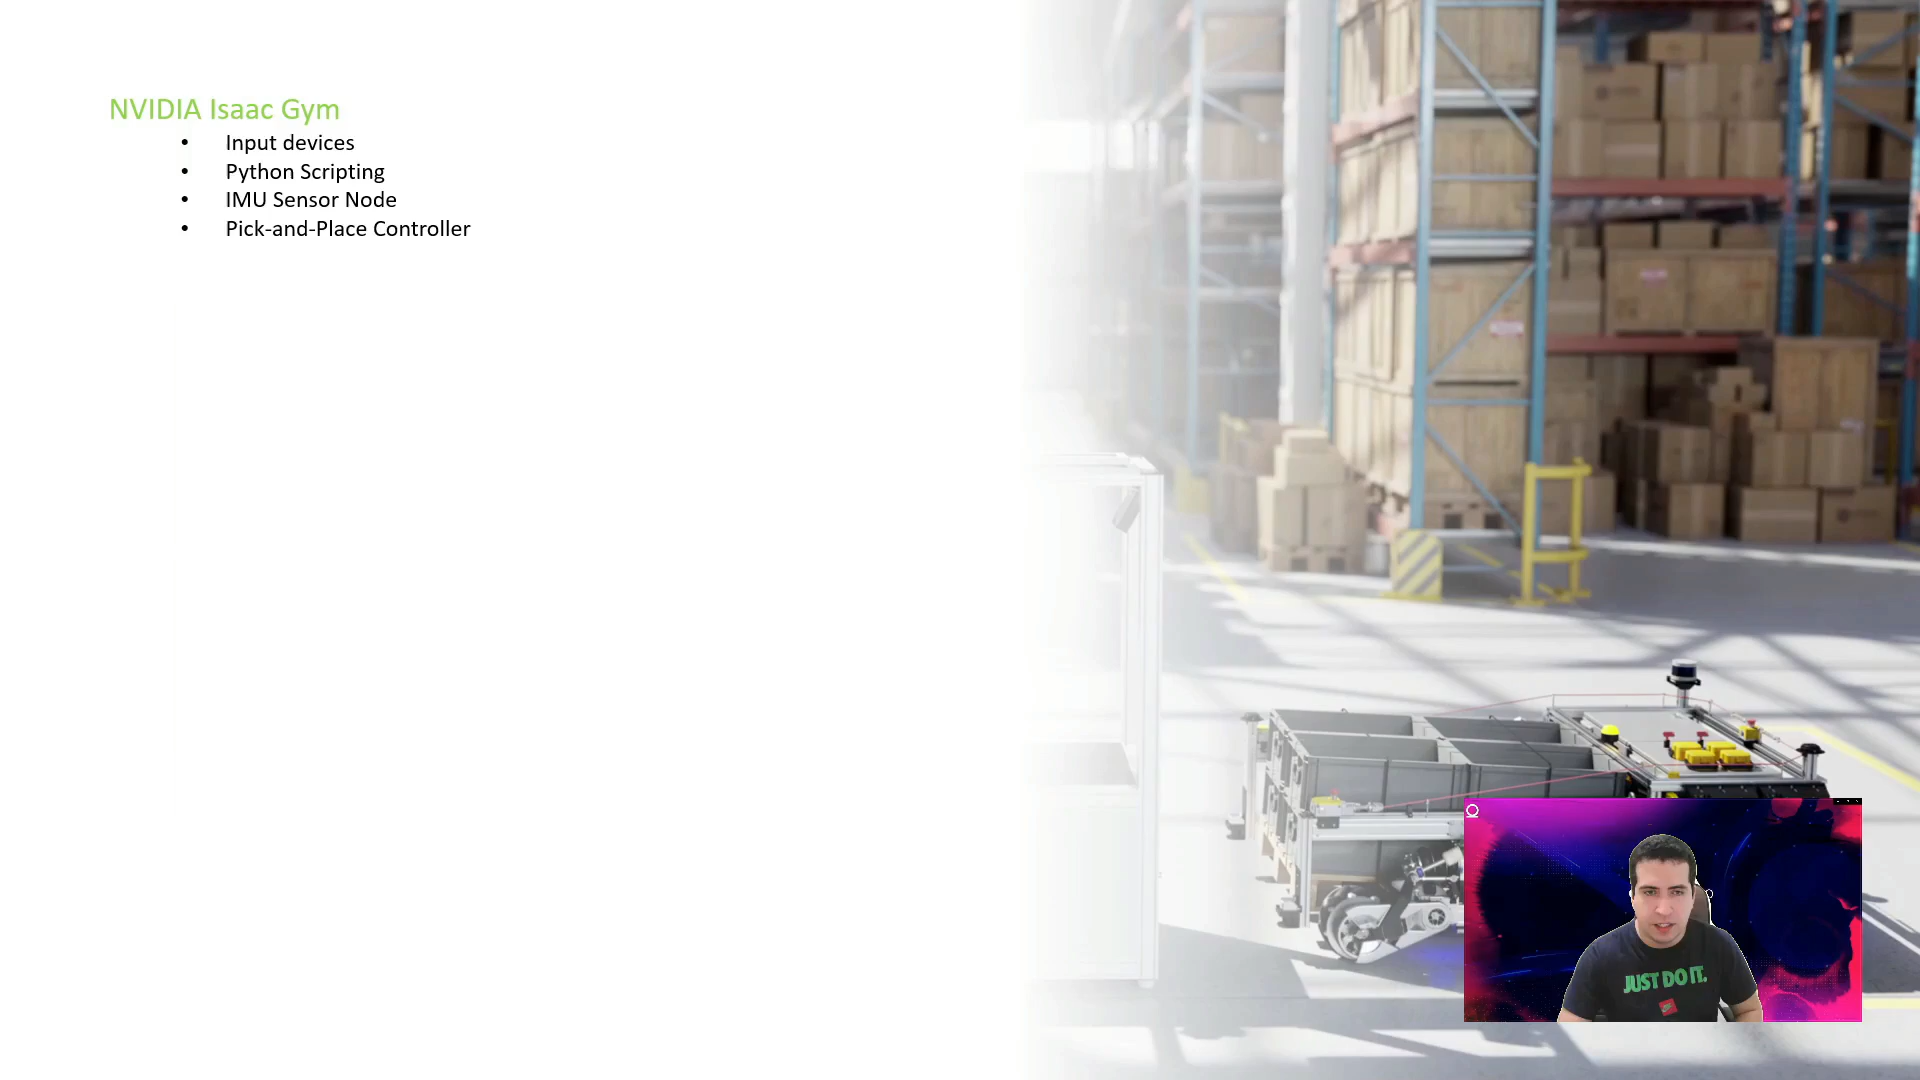 NVIDIA Isaac Gym
• Input devices
• Python Scripting
• IMU Sensor Node
• Pick-and-Place Controller
JUST DO IT.